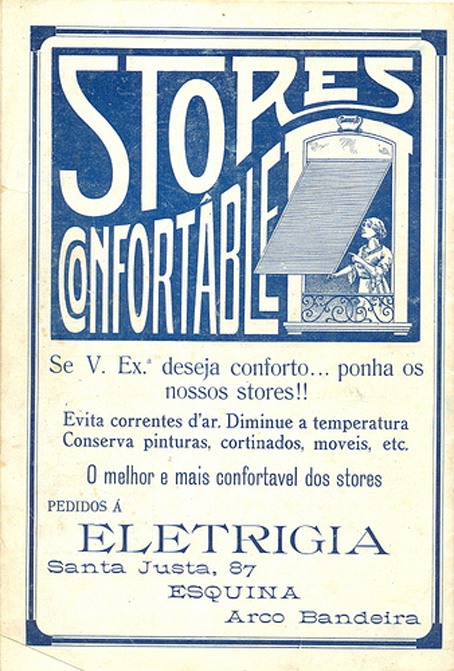 STORES
CONFORTÂBLE
Se V. Ex.ª deseja conforto... ponha os
nossos stores!!
Evita correntes d'ar. Diminue a temperatura
Conserva pinturas, cortinados, moveis, etc.
O melhor e mais confortavel dos stores
PEDIDOS Á
ELETRIGIA
Santa Justa, 87
ESQUINA
Arco Bandeira